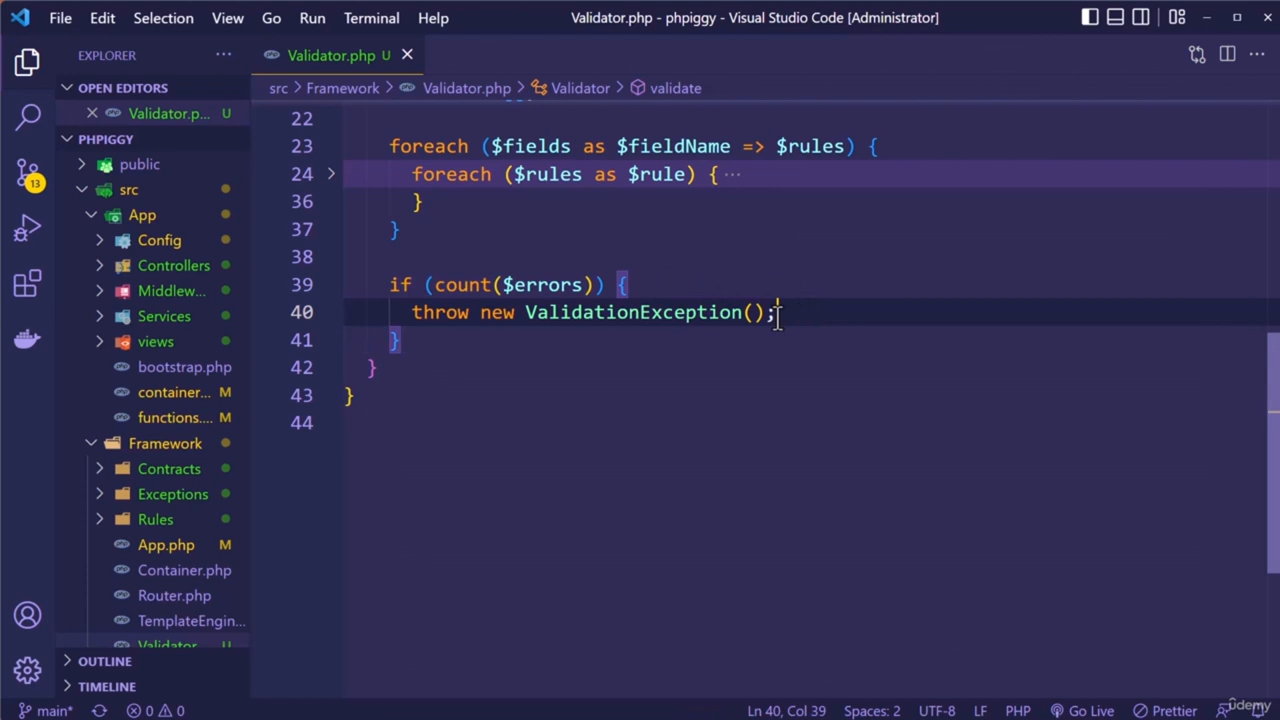 File Edit Selection View Go Run Terminal Help Validator.php - phpiggy - Visual Studio Code [Administrator]
EXPLORER ··· Validator.php U
src > Framework > Validator.php > Validator > validate
OPEN EDITORS
Validator.p... U
PHPIGGY
public
src
App
Config
Controllers
Middlew...
Services
views
bootstrap.php
container... M
functions.... M
Framework
Contracts
Exceptions
Rules
App.php M
Container.php
Router.php
TemplateEngin...
Validator... U
OUTLINE
TIMELINE
13
22
23 foreach ($fields as $fieldName => $rules) {
24 foreach ($rules as $rule) { ···
36 }
37 }
38
39 if (count($errors)) {
40 throw new ValidationException();
41 }
42 }
43 }
44
main* 0 0 Ln 40, Col 39 Spaces: 2 UTF-8 LF PHP Go Live Prettier
udemy